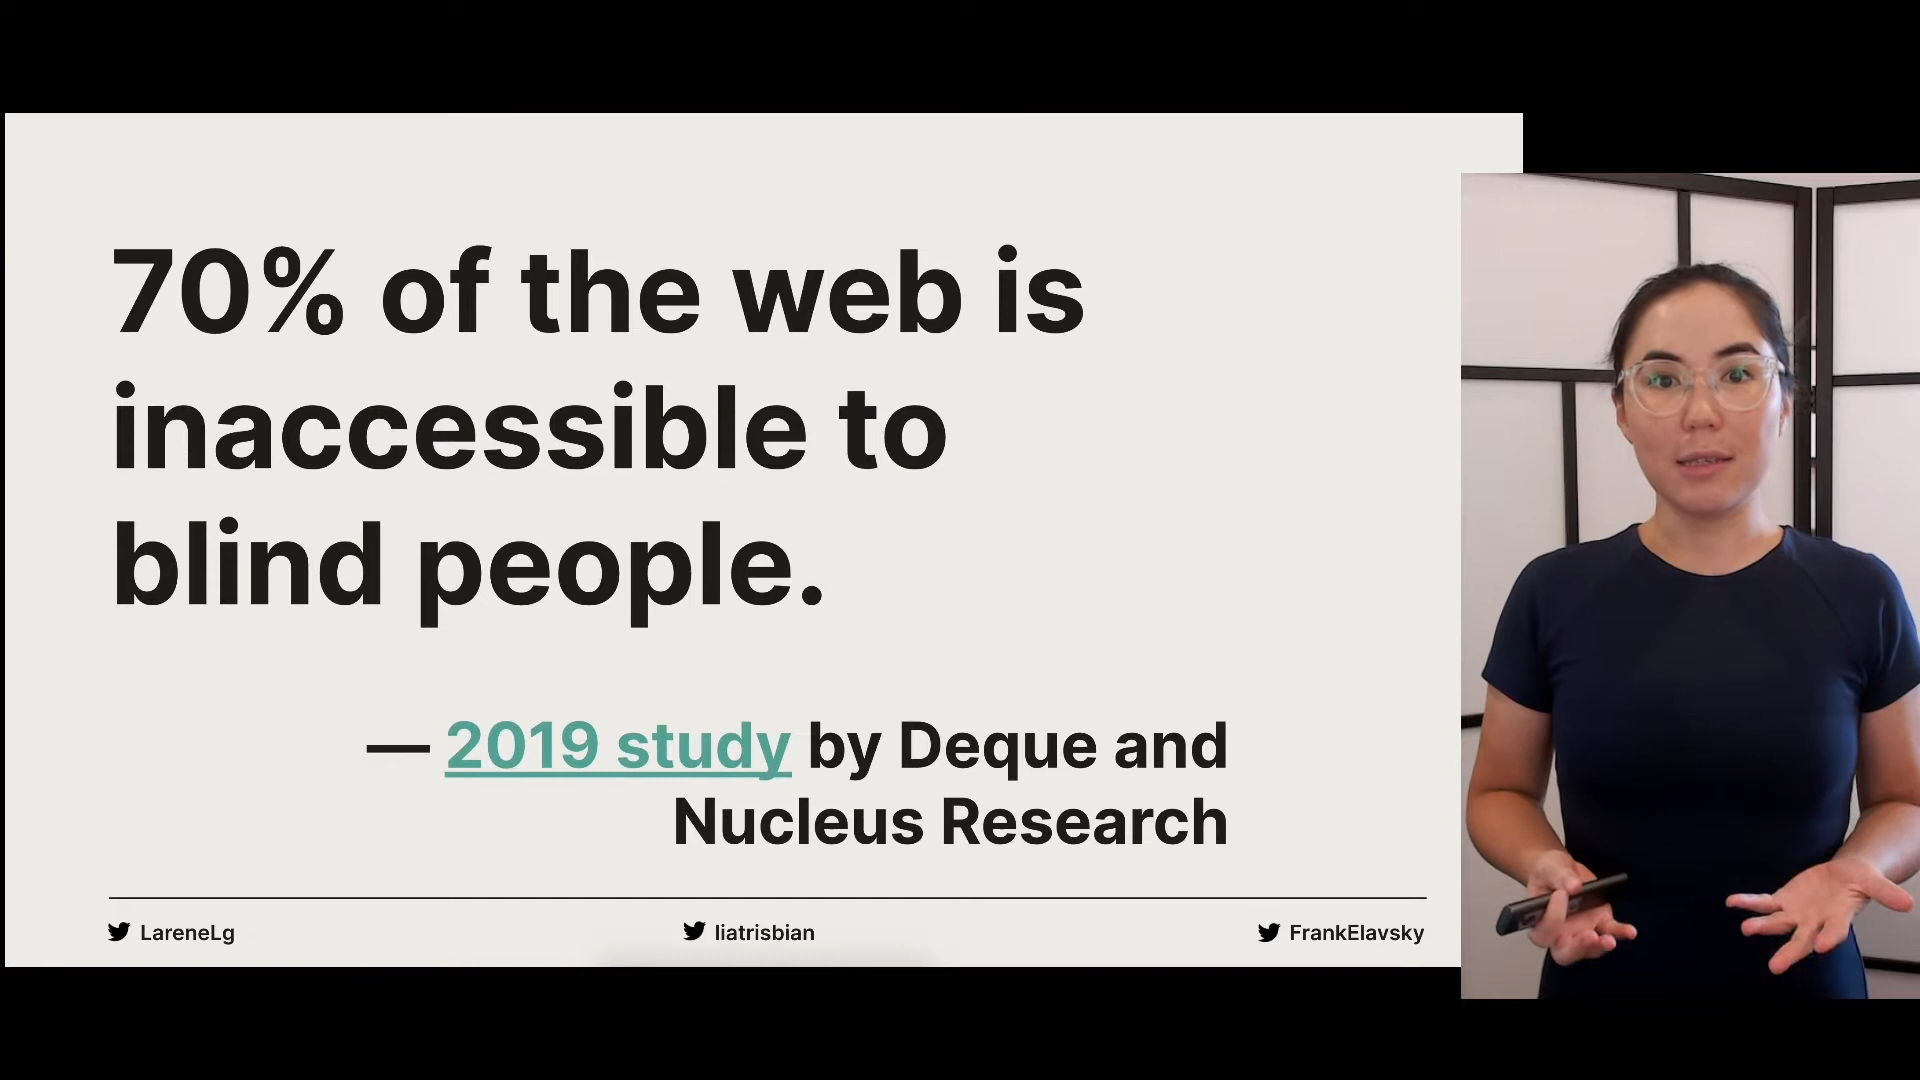 70% of the web is
inaccessible to
blind people.
— 2019 study by Deque and
Nucleus Research
LareneLg
liatrisbian
FrankElavsky